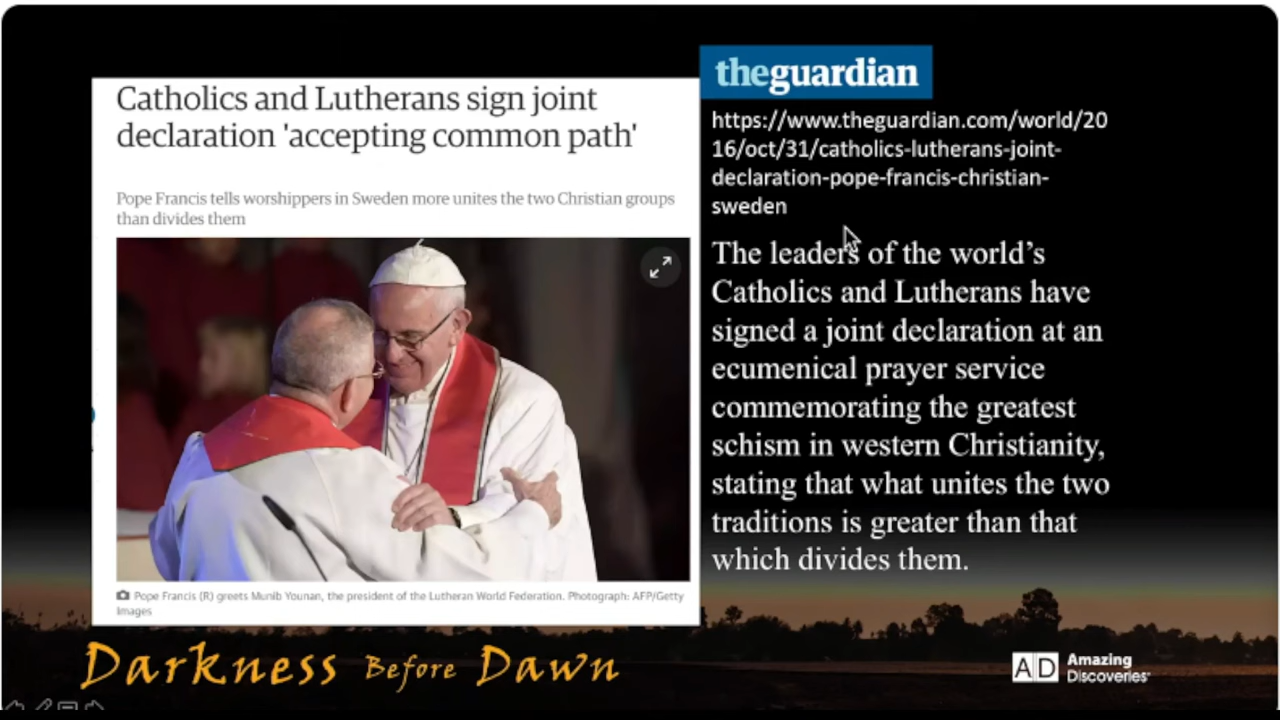 Catholics and Lutherans sign joint
declaration 'accepting common path'
Pope Francis tells worshippers in Sweden more unites the two Christian groups
than divides them
Pope Francis (R) greets Munib Younan, the president of the Lutheran World Federation. Photograph: AFP/Getty
Images
theguardian
https://www.theguardian.com/world/20
16/oct/31/catholics-lutherans-joint-
declaration-pope-francis-christian-
sweden
The leaders of the world’s
Catholics and Lutherans have
signed a joint declaration at an
ecumenical prayer service
commemorating the greatest
schism in western Christianity,
stating that what unites the two
traditions is greater than that
which divides them.
Darkness Before Dawn
AD Amazing
Discoveries